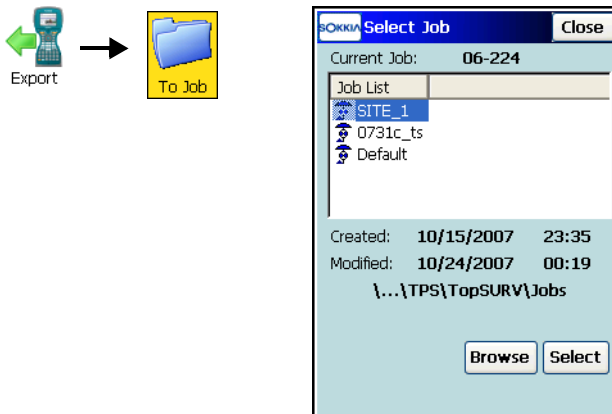 Export
To Job
SOKKIA Select Job Close
Current Job: 06-224
Job List
SITE_1
0731c_ts
Default
Created: 10/15/2007 23:35
Modified: 10/24/2007 00:19
\...\TPS\TopSURV\Jobs
Browse Select